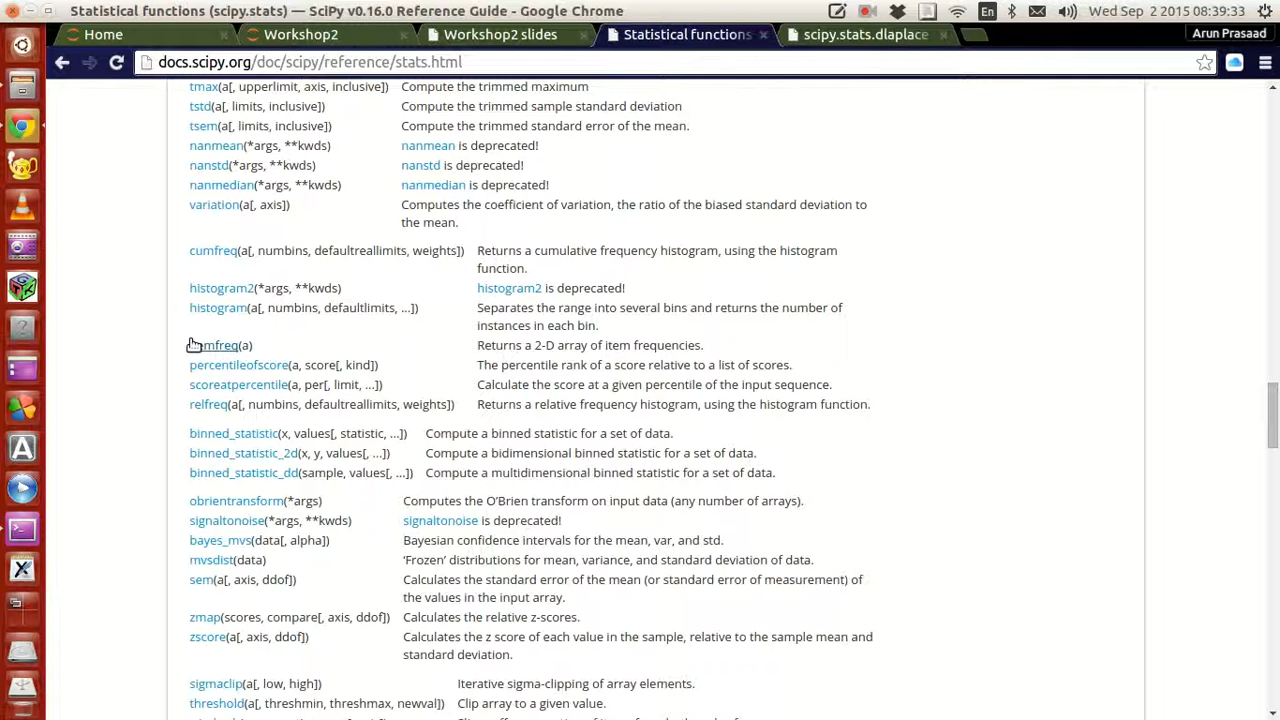 Statistical functions (scipy.stats) — SciPy v0.16.0 Reference Guide - Google Chrome
En
Wed Sep 2 2015 08:39:33
Home
Workshop2
Workshop2 slides
Statistical functions
scipy.stats.dlaplace
Arun Prasaad
docs.scipy.org/doc/scipy/reference/stats.html
tmax(a[, upperlimit, axis, inclusive]) Compute the trimmed maximum
tstd(a[, limits, inclusive]) Compute the trimmed sample standard deviation
tsem(a[, limits, inclusive]) Compute the trimmed standard error of the mean.
nanmean(*args, **kwds) nanmean is deprecated!
nanstd(*args, **kwds) nanstd is deprecated!
nanmedian(*args, **kwds) nanmedian is deprecated!
variation(a[, axis]) Computes the coefficient of variation, the ratio of the biased standard deviation to
the mean.
cumfreq(a[, numbins, defaultreallimits, weights]) Returns a cumulative frequency histogram, using the histogram
function.
histogram2(*args, **kwds) histogram2 is deprecated!
histogram(a[, numbins, defaultlimits, ...]) Separates the range into several bins and returns the number of
instances in each bin.
mfreq(a) Returns a 2-D array of item frequencies.
percentileofscore(a, score[, kind]) The percentile rank of a score relative to a list of scores.
scoreatpercentile(a, per[, limit, ...]) Calculate the score at a given percentile of the input sequence.
relfreq(a[, numbins, defaultreallimits, weights]) Returns a relative frequency histogram, using the histogram function.
binned_statistic(x, values[, statistic, ...]) Compute a binned statistic for a set of data.
binned_statistic_2d(x, y, values[, ...]) Compute a bidimensional binned statistic for a set of data.
binned_statistic_dd(sample, values[, ...]) Compute a multidimensional binned statistic for a set of data.
obrientransform(*args) Computes the O’Brien transform on input data (any number of arrays).
signaltonoise(*args, **kwds) signaltonoise is deprecated!
bayes_mvs(data[, alpha]) Bayesian confidence intervals for the mean, var, and std.
mvsdist(data) ‘Frozen’ distributions for mean, variance, and standard deviation of data.
sem(a[, axis, ddof]) Calculates the standard error of the mean (or standard error of measurement) of
the values in the input array.
zmap(scores, compare[, axis, ddof]) Calculates the relative z-scores.
zscore(a[, axis, ddof]) Calculates the z score of each value in the sample, relative to the sample mean and
standard deviation.
sigmaclip(a[, low, high]) Iterative sigma-clipping of array elements.
threshold(a[, threshmin, threshmax, newval]) Clip array to a given value.